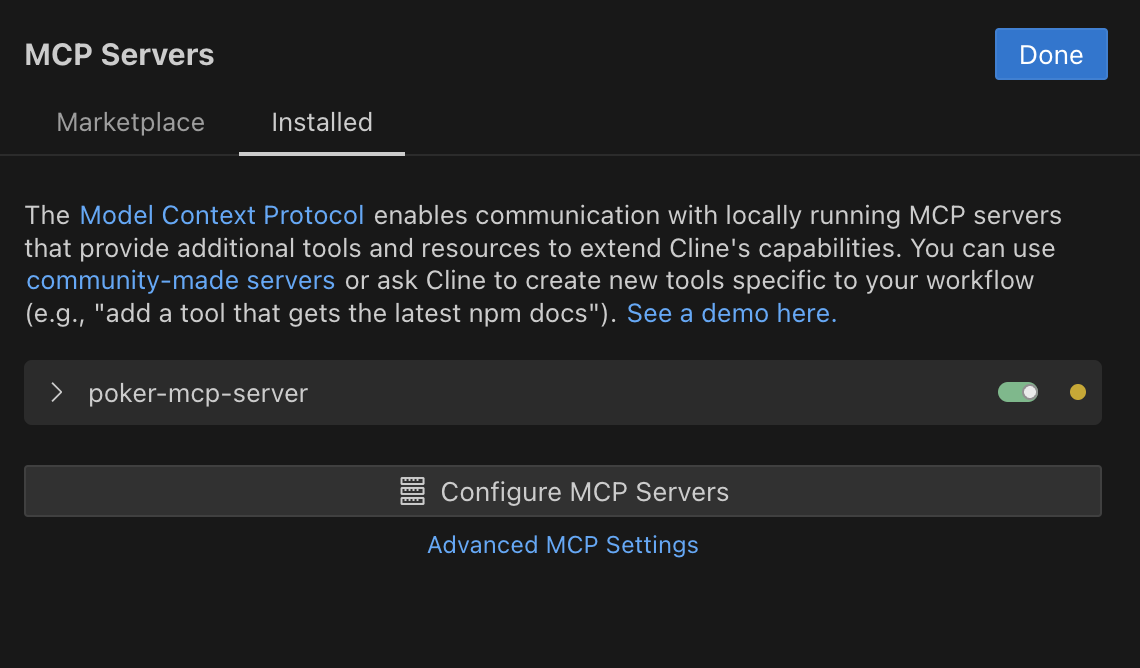 MCP Servers
Done
Marketplace
Installed
The Model Context Protocol enables communication with locally running MCP servers
that provide additional tools and resources to extend Cline's capabilities. You can use
community-made servers or ask Cline to create new tools specific to your workflow
(e.g., "add a tool that gets the latest npm docs"). See a demo here.
poker-mcp-server
Configure MCP Servers
Advanced MCP Settings